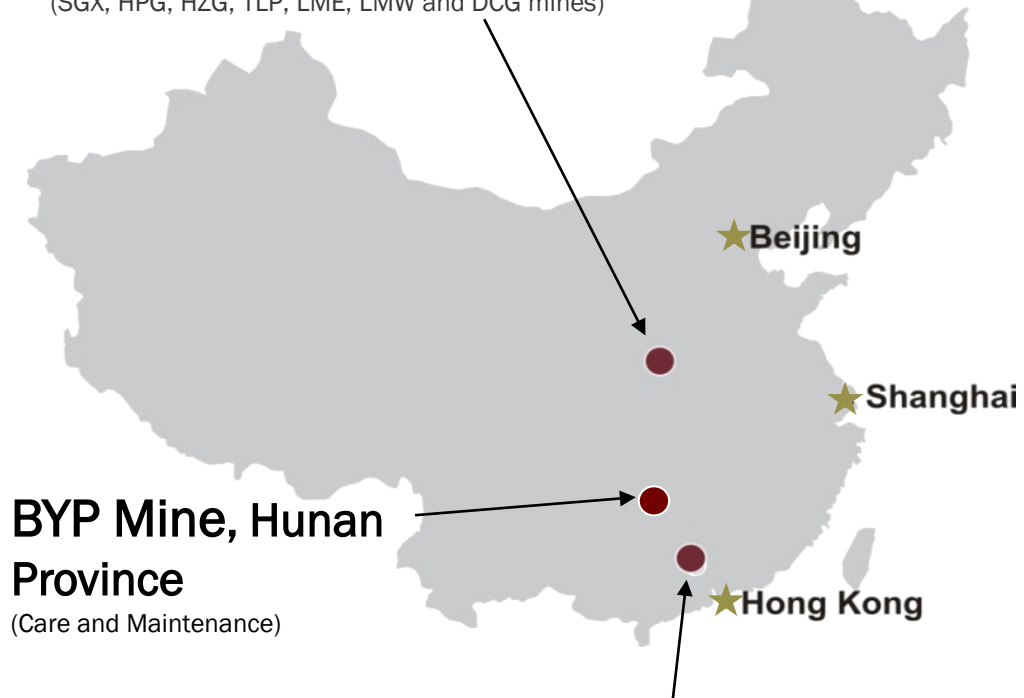 (SGX, HPG, HZG, TLP, LME, LMW and DCG mines)
Beijing
Shanghai
BYP Mine, Hunan
Province
(Care and Maintenance)
Hong Kong